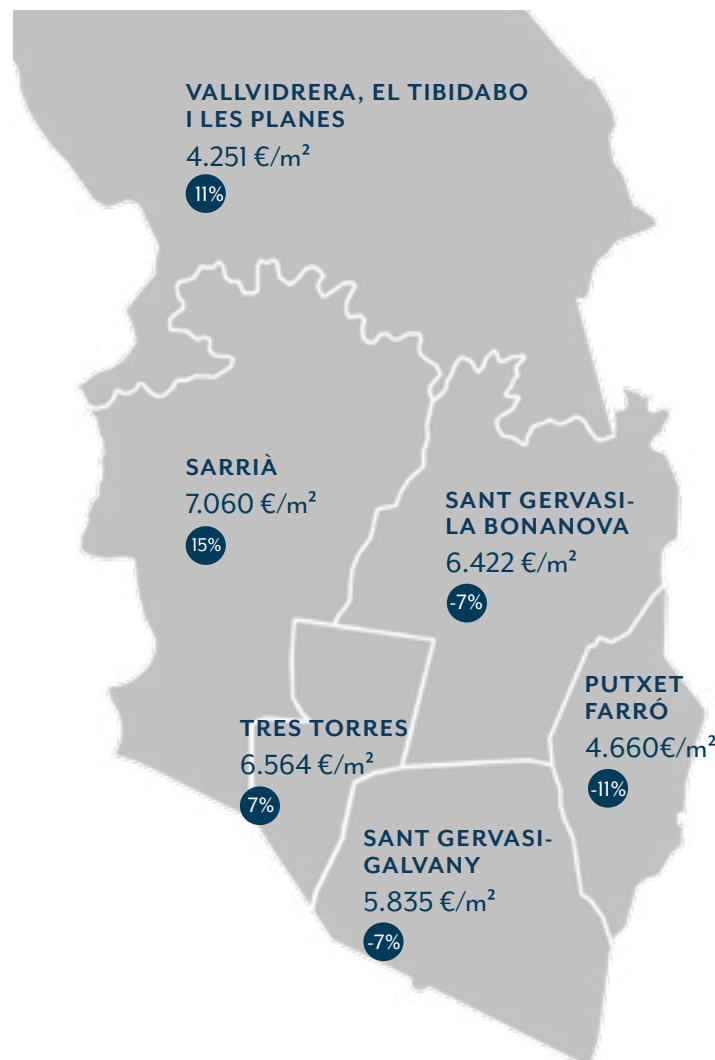 VALLVIDRERA, EL TIBIDABO
I LES PLANES
4.251 €/m²
11%
SARRIÀ
7.060 €/m²
15%
SANT GERVASI-
LA BONANOVA
6.422 €/m²
-7%
PUTXET
FARRÓ
4.660€/m²
-11%
TRES TORRES
6.564 €/m²
7%
SANT GERVASI-
GALVANY
5.835 €/m²
-7%